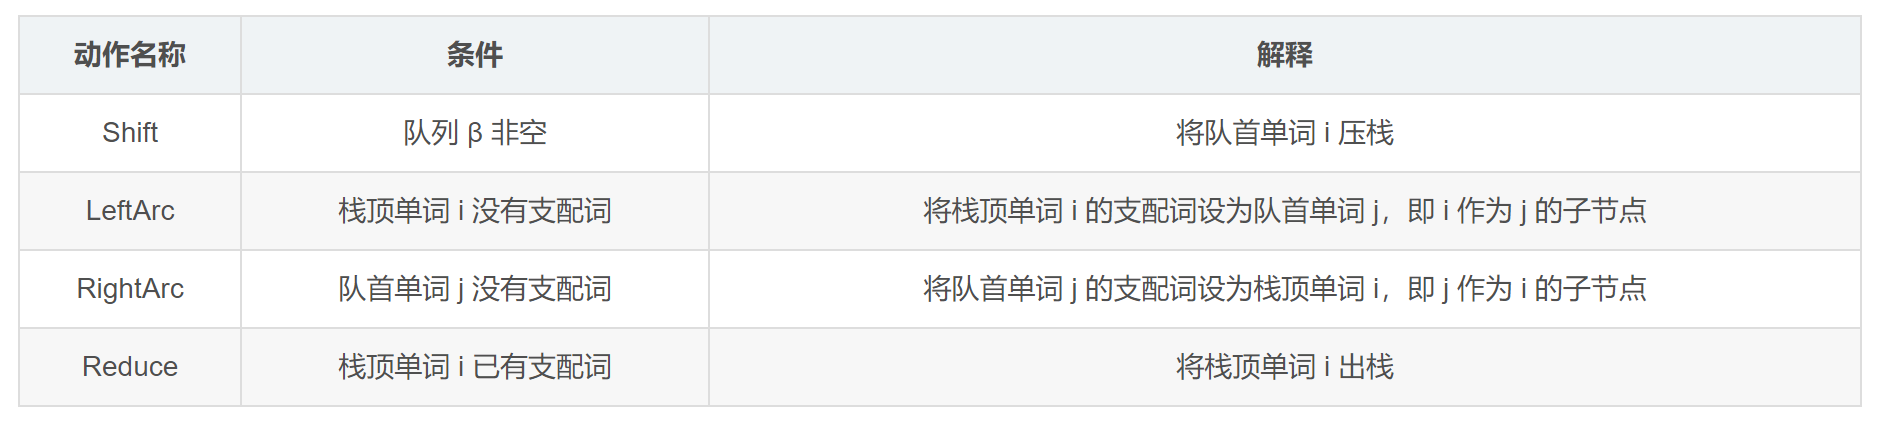 动作名称 条件 解释
Shift 队列 β 非空 将队首单词 i 压栈
LeftArc 栈顶单词 i 没有支配词 将栈顶单词 i 的支配词设为队首单词 j，即 i 作为 j 的子节点
RightArc 队首单词 j 没有支配词 将队首单词 j 的支配词设为栈顶单词 i，即 j 作为 i 的子节点
Reduce 栈顶单词 i 已有支配词 将栈顶单词 i 出栈